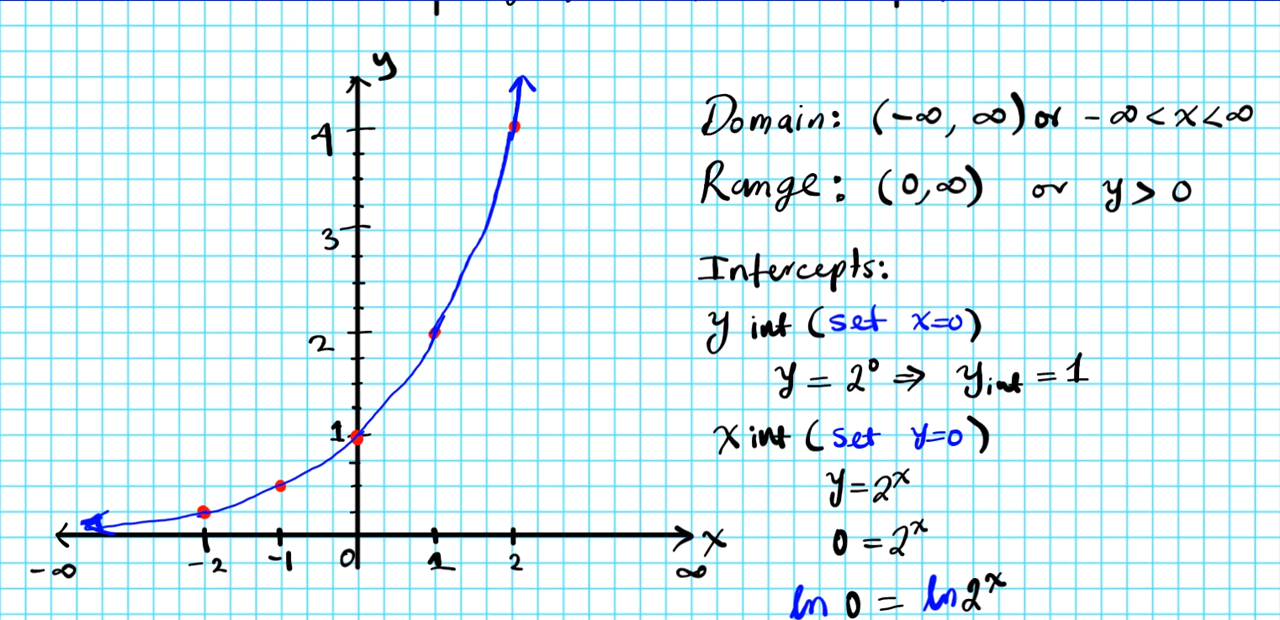 y
4
3
2
1
-∞ -2 -1 0 1 2 ∞ x
Domain: (-∞, ∞) or -∞ < x < ∞
Range: (0, ∞) or y > 0
Intercepts:
y int (set x=0)
y = 2⁰ ⇒ y_int = 1
x int (set y=0)
y = 2ˣ
0 = 2ˣ
ln 0 = ln 2ˣ